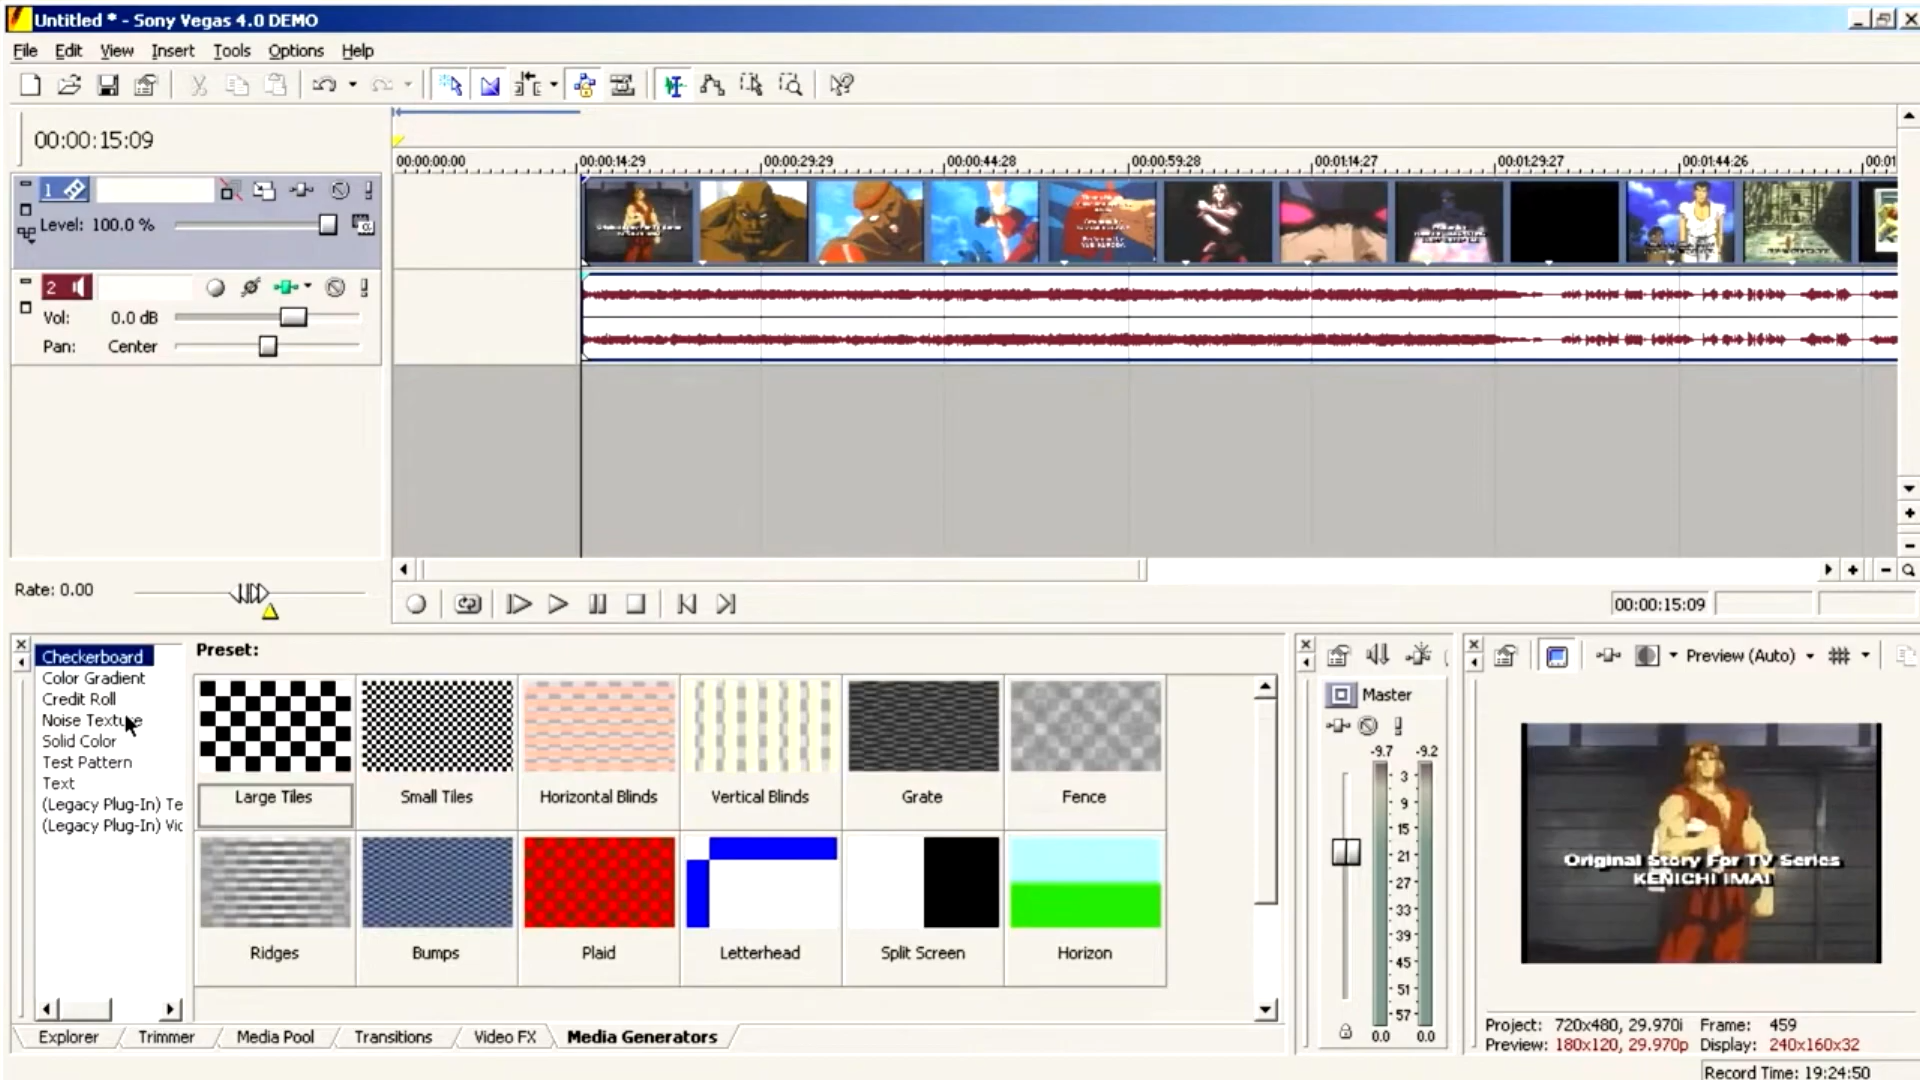 Untitled * - Sony Vegas 4.0 DEMO
File Edit View Insert Tools Options Help
00:00:15:09
00:00:00:00 00:00:14:29 00:00:29:29 00:00:44:28 00:00:59:28 00:01:14:27 00:01:29:27 00:01:44:26 00:01
1
Level: 100.0 %
2
Vol: 0.0 dB
Pan: Center
Rate: 0.00
00:00:15:09
Checkerboard
Color Gradient
Credit Roll
Noise Texture
Solid Color
Test Pattern
Text
(Legacy Plug-In) Te
(Legacy Plug-In) Vic
Preset:
Large Tiles Small Tiles Horizontal Blinds Vertical Blinds Grate Fence
Ridges Bumps Plaid Letterhead Split Screen Horizon
Explorer Trimmer Media Pool Transitions Video FX Media Generators
Master
-9.7 -9.2
3
9
15
21
27
33
39
45
51
57
0.0 0.0
Preview (Auto)
Original Story For TV Series
KENICHI IMAI
Project: 720x480, 29.970i Frame: 459
Preview: 180x120, 29.970p Display: 240x160x32
Record Time: 19:24:50